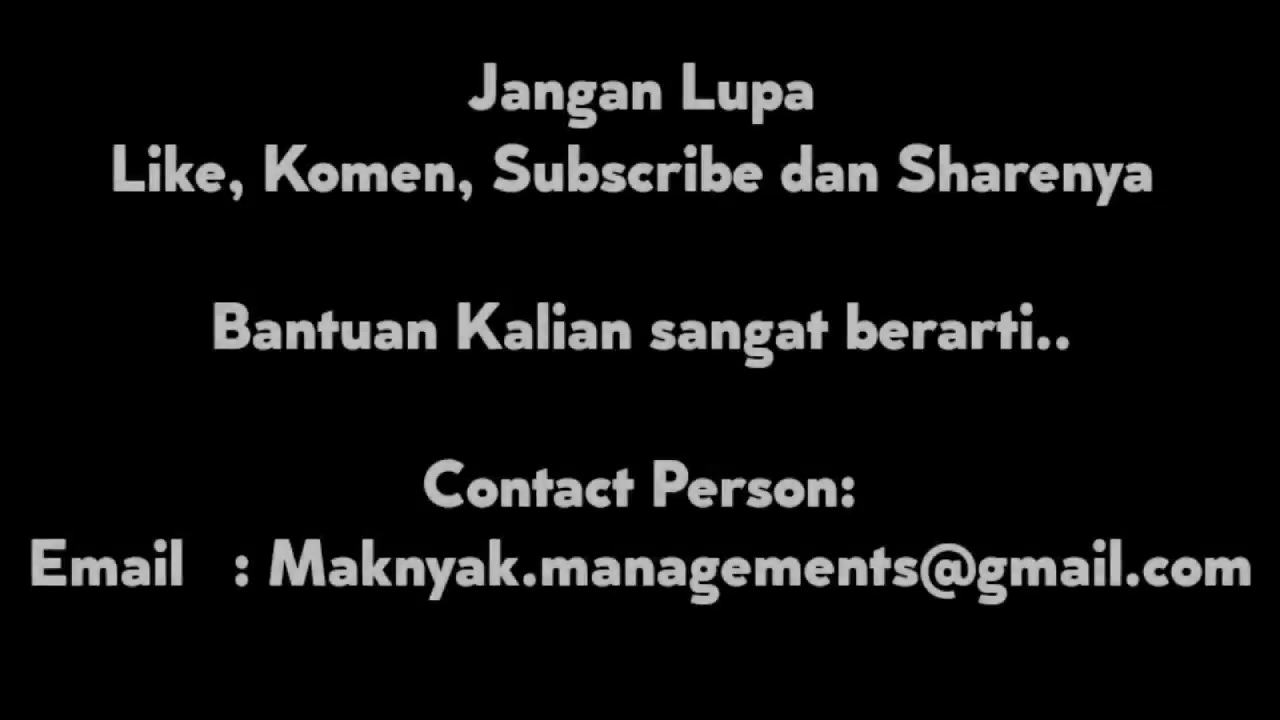 Jangan Lupa
Like, Komen, Subscribe dan Sharenya
Bantuan Kalian sangat berarti..
Contact Person:
Email : Maknyak.managements@gmail.com